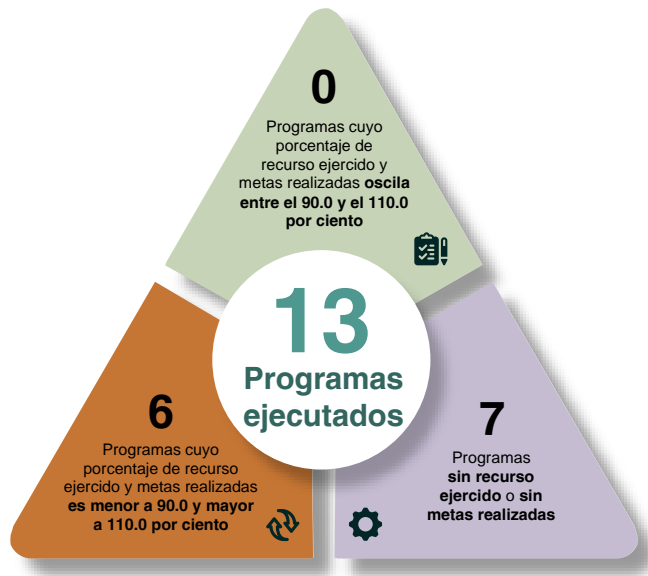 0
Programas cuyo
porcentaje de
recurso ejercido y
metas realizadas oscila
entre el 90.0 y el 110.0
por ciento
13
Programas
ejecutados
6
Programas cuyo
porcentaje de recurso
ejercido y metas realizadas
es menor a 90.0 y mayor
a 110.0 por ciento
7
Programas
sin recurso
ejercido o sin
metas realizadas